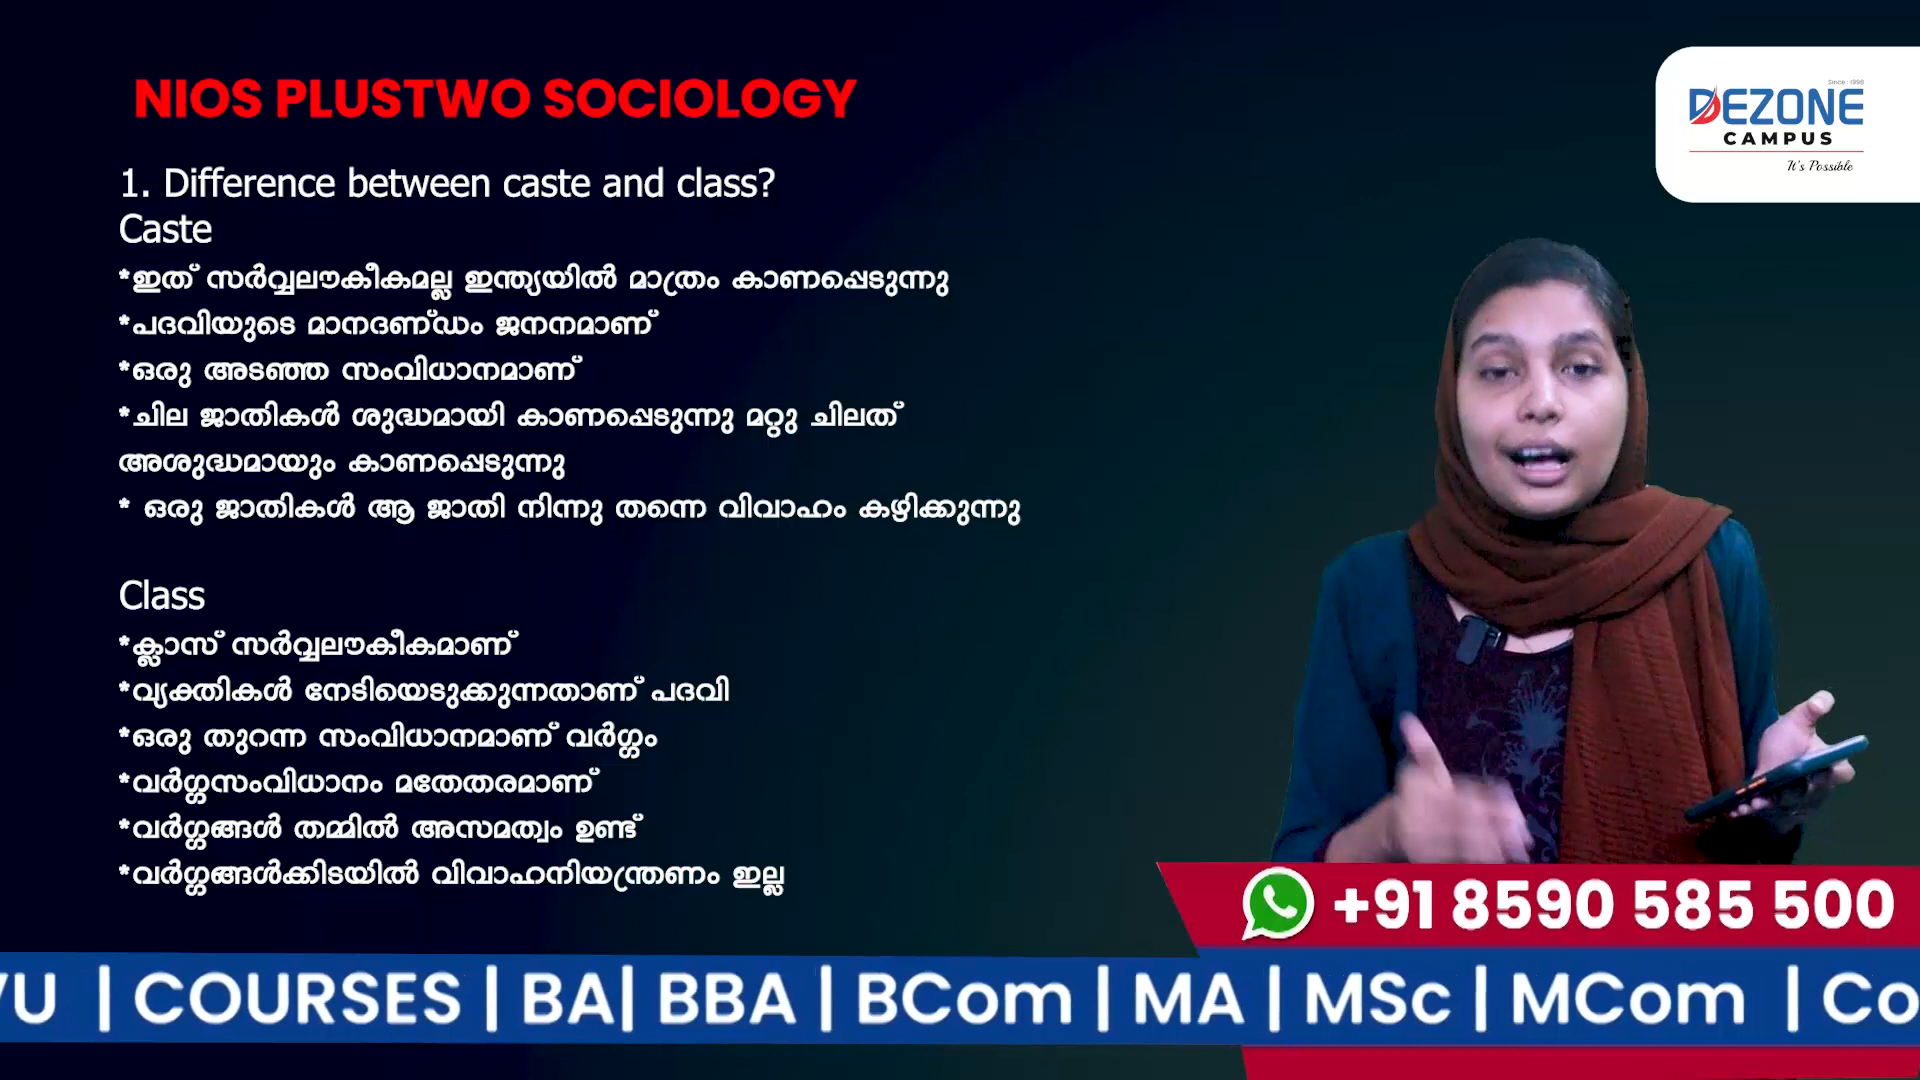 NIOS PLUSTWO SOCIOLOGY
Since : 1998
DEZONE
CAMPUS
It's Possible
1. Difference between caste and class?
Caste
*ഇത് സർവ്വലൗകീകമല്ല ഇന്ത്യയിൽ മാത്രം കാണപ്പെടുന്നു
*പദവിയുടെ മാനദണ്ഡം ജനനമാണ്
*ഒരു അടഞ്ഞ സംവിധാനമാണ്
*ചില ജാതികൾ ശുദ്ധമായി കാണപ്പെടുന്നു മറ്റു ചിലത്
അശുദ്ധമായും കാണപ്പെടുന്നു
* ഒരു ജാതികൾ ആ ജാതി നിന്നു തന്നെ വിവാഹം കഴിക്കുന്നു
Class
*ക്ലാസ് സർവ്വലൗകീകമാണ്
*വ്യക്തികൾ നേടിയെടുക്കുന്നതാണ് പദവി
*ഒരു തുറന്ന സംവിധാനമാണ് വർഗ്ഗം
*വർഗ്ഗസംവിധാനം മതേതരമാണ്
*വർഗ്ഗങ്ങൾ തമ്മിൽ അസമത്വം ഉണ്ട്
*വർഗ്ഗങ്ങൾക്കിടയിൽ വിവാഹനിയന്ത്രണം ഇല്ല
+91 8590 585 500
| COURSES | BA| BBA | BCom | MA | MSc | MCom | Co